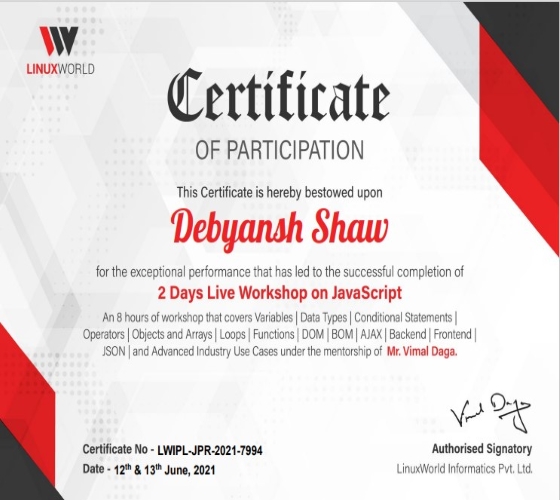 LINUXWORLD
Certificate
OF PARTICIPATION
This Certificate is hereby bestowed upon
Debyansh Shaw
for the exceptional performance that has led to the successful completion of
2 Days Live Workshop on JavaScript
An 8 hours of workshop that covers Variables | Data Types | Conditional Statements |
Operators | Objects and Arrays | Loops | Functions | DOM | BOM | AJAX | Backend | Frontend |
JSON | and Advanced Industry Use Cases under the mentorship of Mr. Vimal Daga.
Vimal Daga
Certificate No - LWIPL-JPR-2021-7994
Authorised Signatory
Date - 12th & 13th June, 2021
LinuxWorld Informatics Pvt. Ltd.